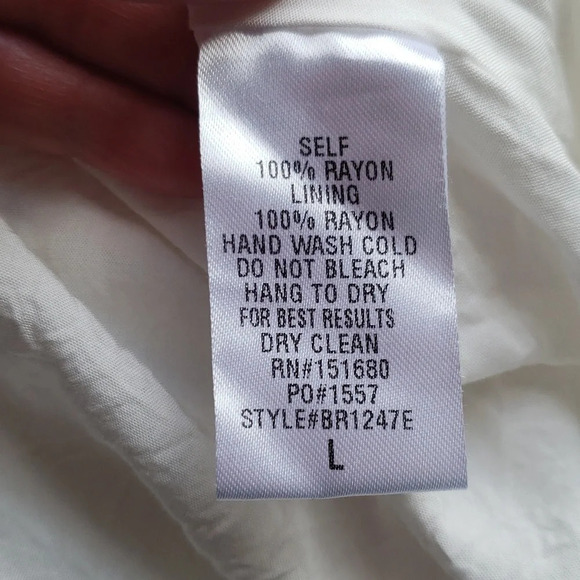 SELF
100% RAYON
LINING
100% RAYON
HAND WASH COLD
DO NOT BLEACH
HANG TO DRY
FOR BEST RESULTS
DRY CLEAN
RN#151680
PO#1557
STYLE#BR1247E
L